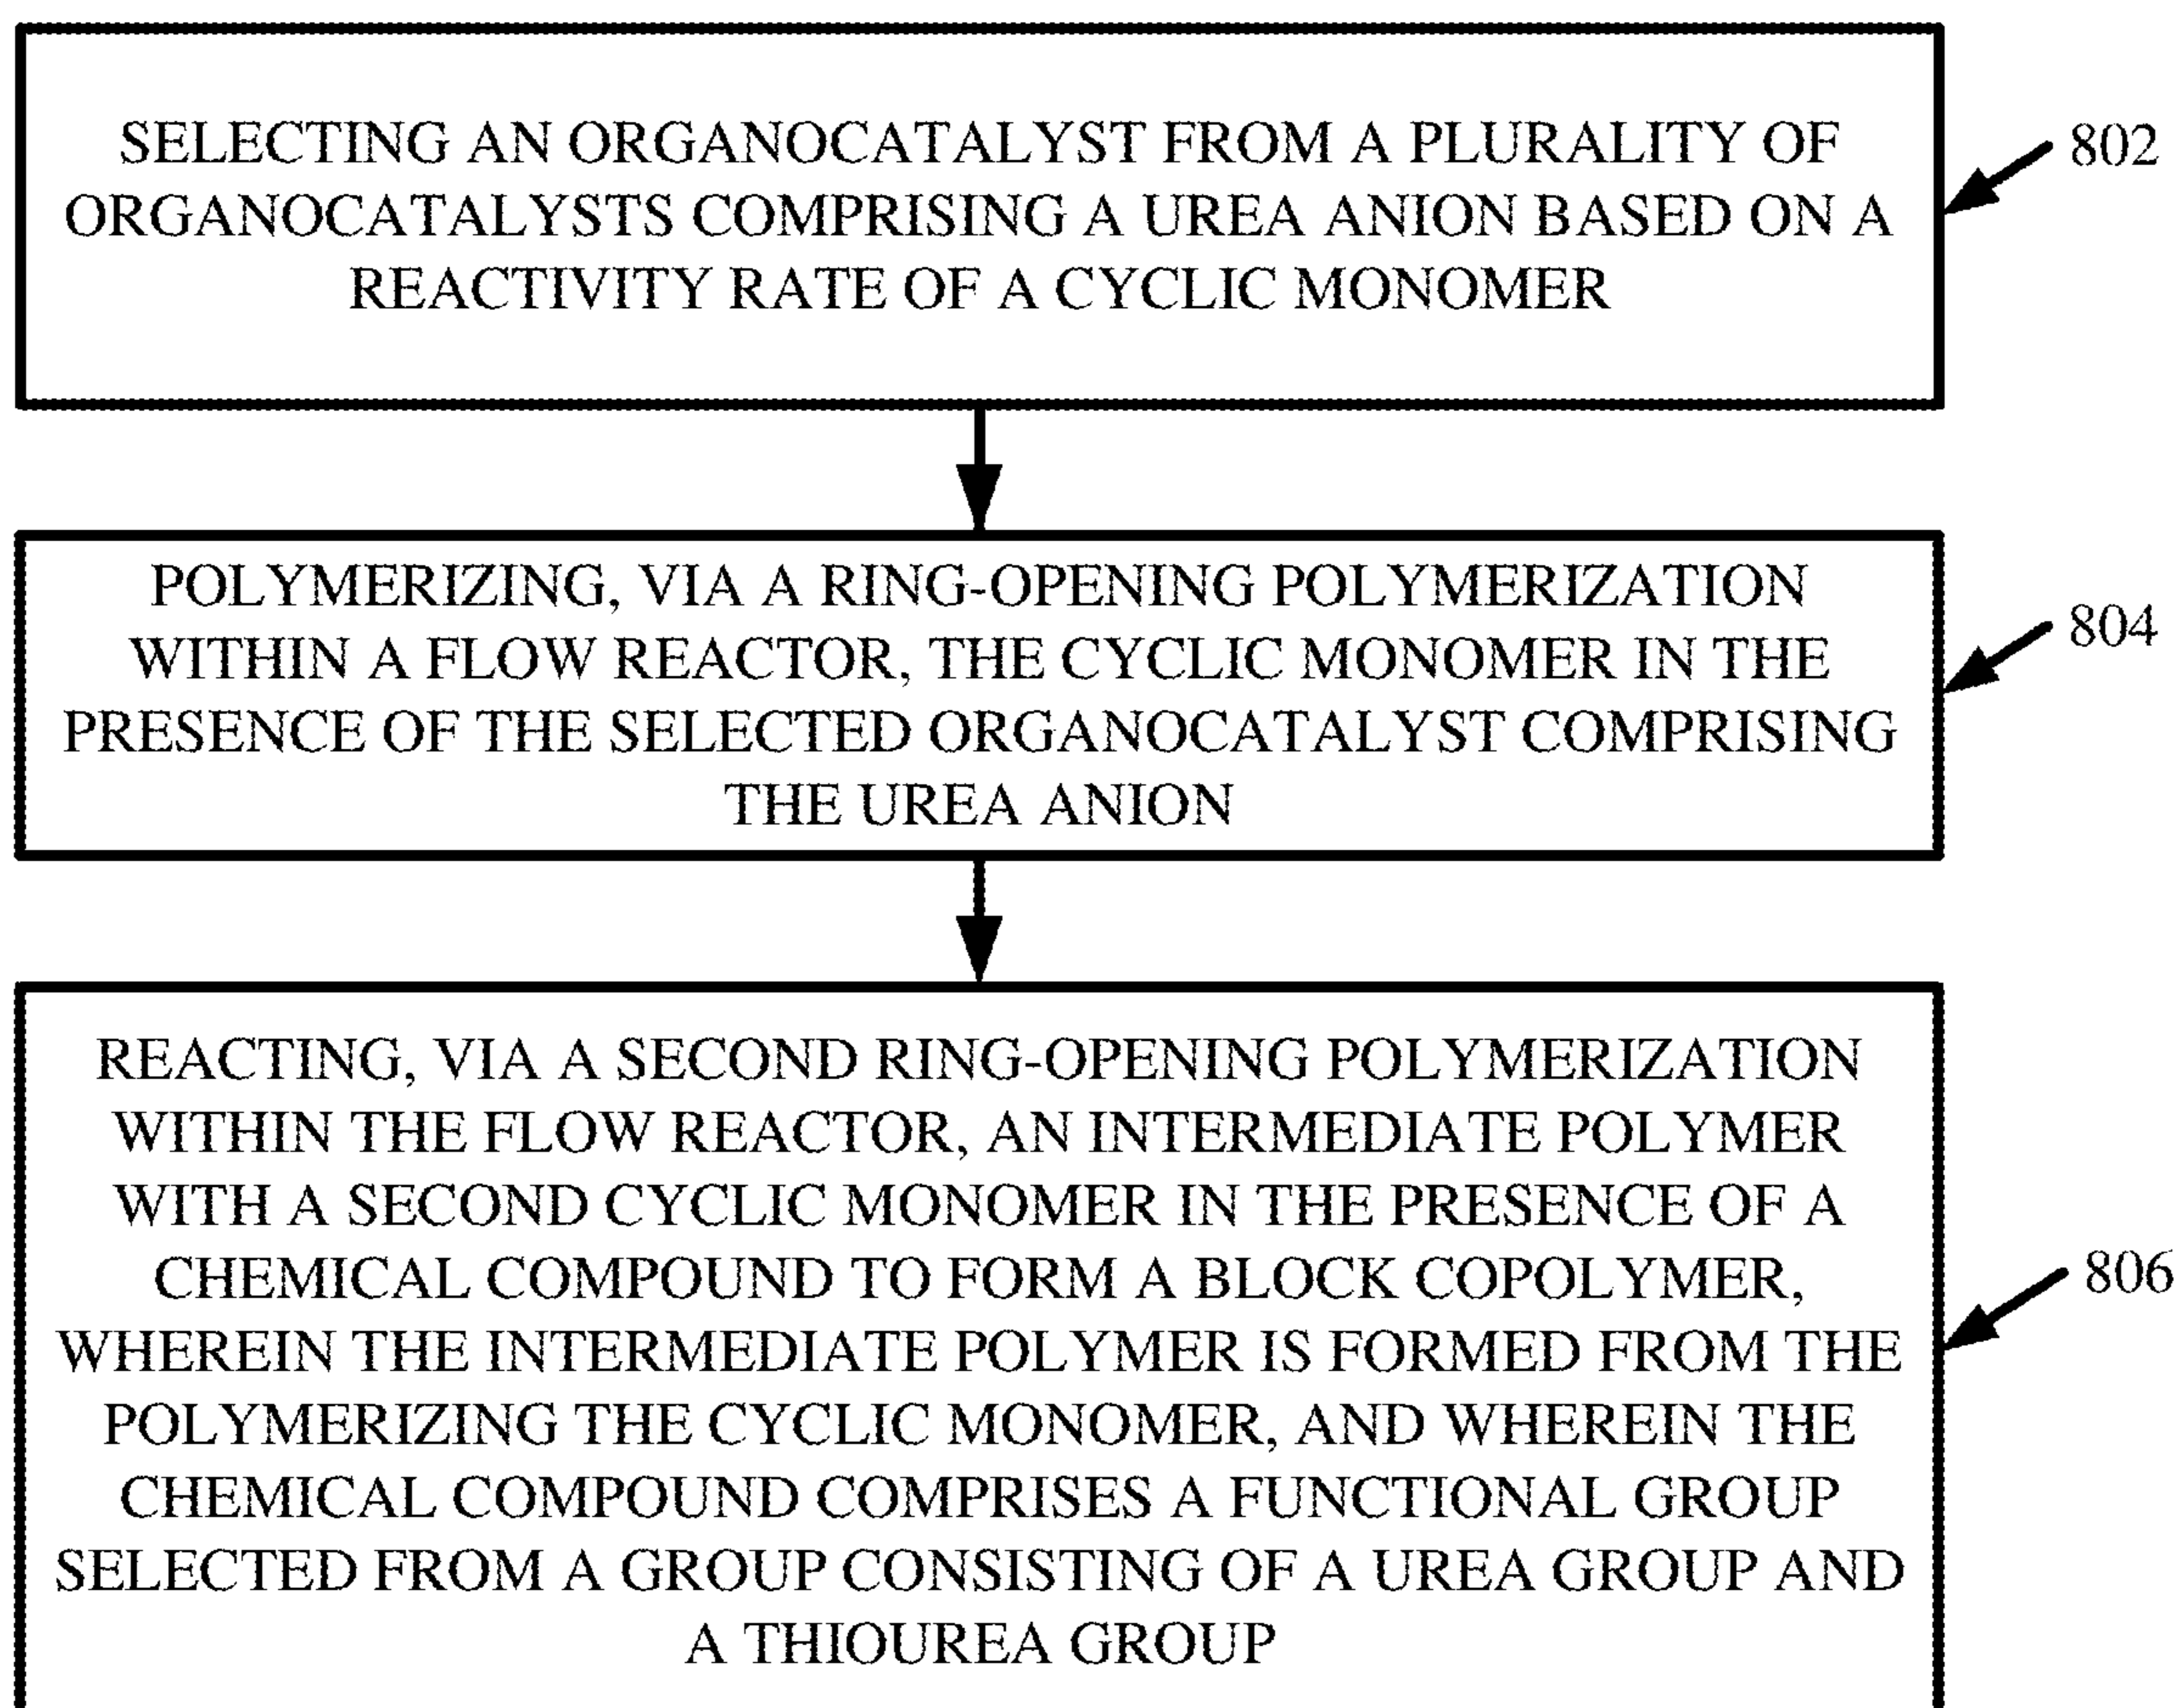 SELECTING AN ORGANOCATALYST FROM A PLURALITY OF
ORGANOCATALYSTS COMPRISING A UREA ANION BASED ON A
REACTIVITY RATE OF A CYCLIC MONOMER
802
POLYMERIZING, VIA A RING-OPENING POLYMERIZATION
WITHIN A FLOW REACTOR, THE CYCLIC MONOMER IN THE
PRESENCE OF THE SELECTED ORGANOCATALYST COMPRISING
THE UREA ANION
804
REACTING, VIA A SECOND RING-OPENING POLYMERIZATION
WITHIN THE FLOW REACTOR, AN INTERMEDIATE POLYMER
WITH A SECOND CYCLIC MONOMER IN THE PRESENCE OF A
CHEMICAL COMPOUND TO FORM A BLOCK COPOLYMER,
WHEREIN THE INTERMEDIATE POLYMER IS FORMED FROM THE
POLYMERIZING THE CYCLIC MONOMER, AND WHEREIN THE
CHEMICAL COMPOUND COMPRISES A FUNCTIONAL GROUP
SELECTED FROM A GROUP CONSISTING OF A UREA GROUP AND
A THIOUREA GROUP
806